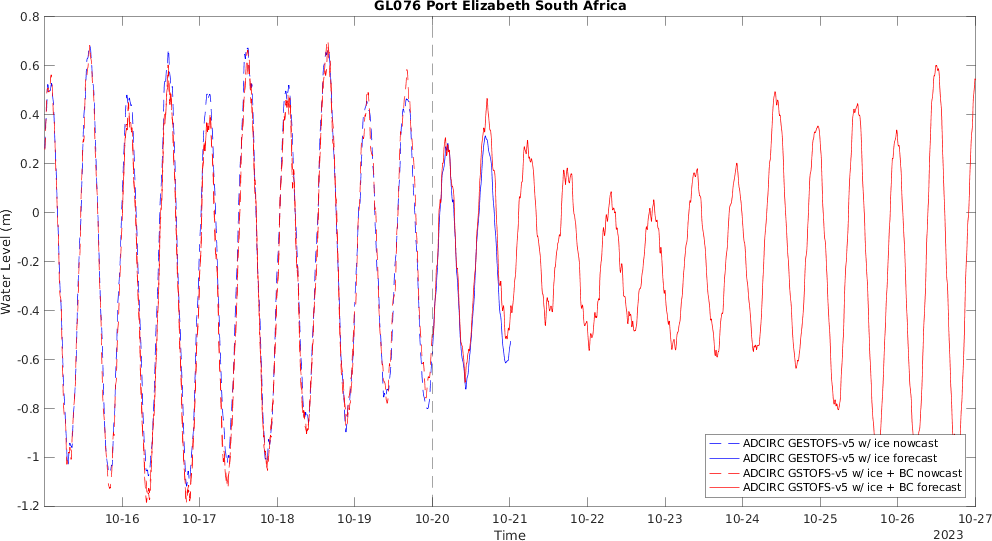 GL076 Port Elizabeth South Africa
0.8
0.6
0.4
0.2
0
-0.2
-0.4
-0.6
-0.8
-1
-1.2
Water Level (m)
ADCIRC GESTOFS-v5 w/ ice nowcast
ADCIRC GESTOFS-v5 w/ ice forecast
ADCIRC GSTOFS-v5 w/ ice + BC nowcast
ADCIRC GSTOFS-v5 w/ ice + BC forecast
10-16 10-17 10-18 10-19 10-20 10-21 10-22 10-23 10-24 10-25 10-26 10-27
Time
2023